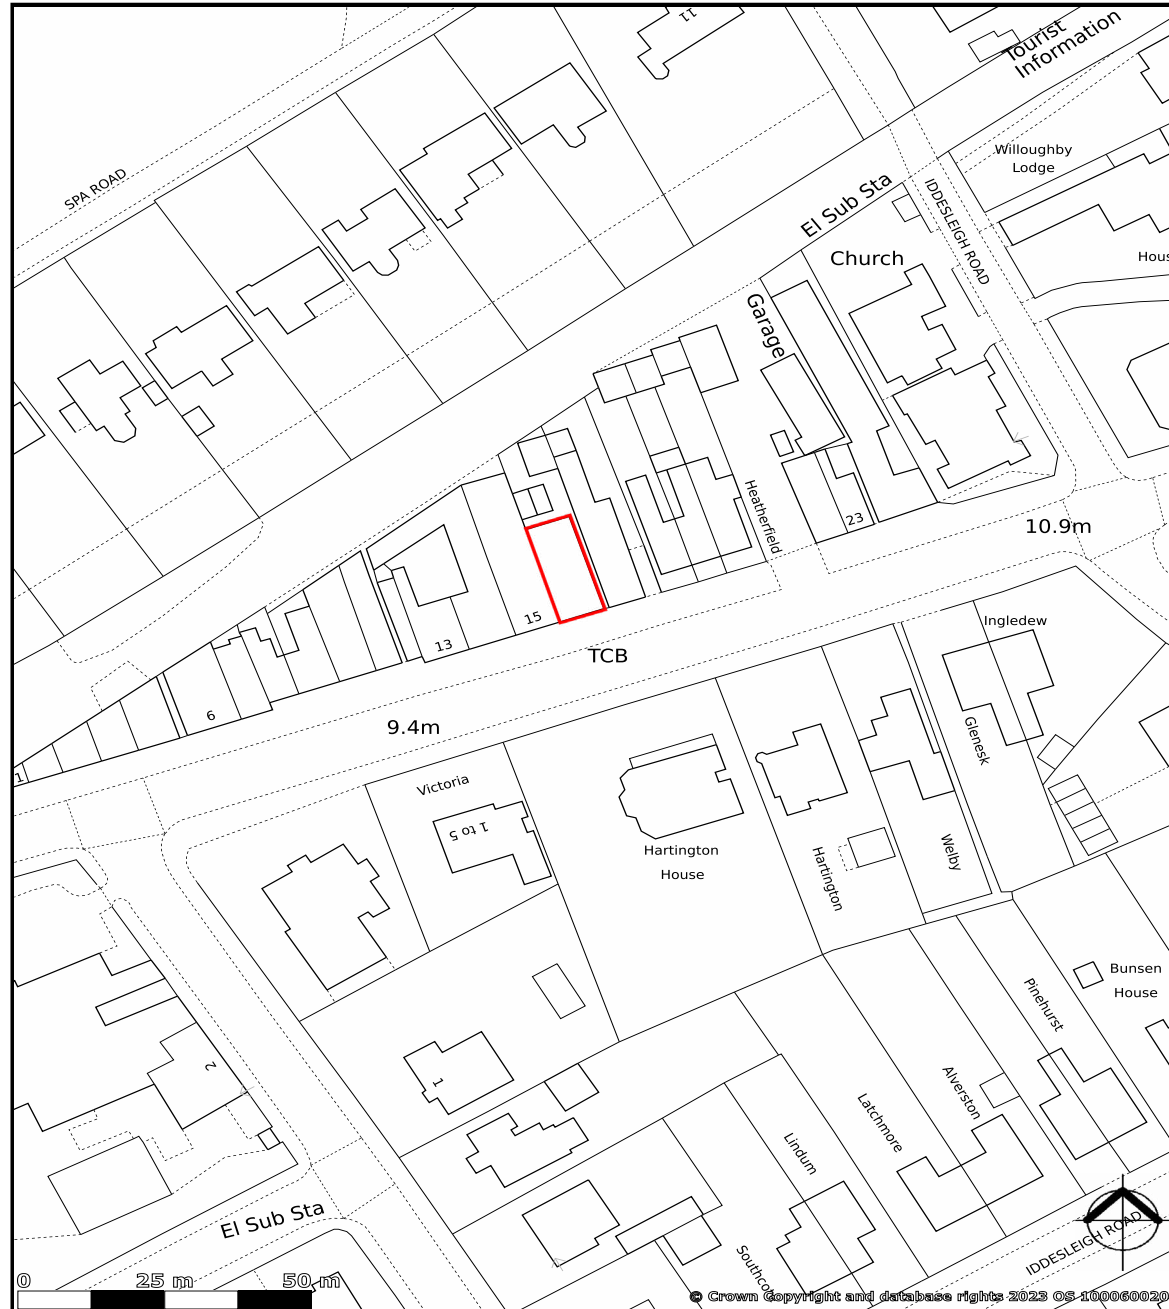 11
Tourist
Information
SPA ROAD
Willoughby
Lodge
El Sub Sta
IDDESLEIGH ROAD
Church
Hous
Garage
Heatherfield
23
10.9m
15
13
TCB
Ingledew
6
9.4m
Glenesk
1
Victoria
1 to 5
Hartington
House
Hartington
Welby
Bunsen
House
Pinehurst
2
1
Alverston
Latchmore
Lindum
El Sub Sta
Southco
IDDESLEIGH ROAD
0 25 m 50 m
© Crown Copyright and database rights 2023 OS 100060020